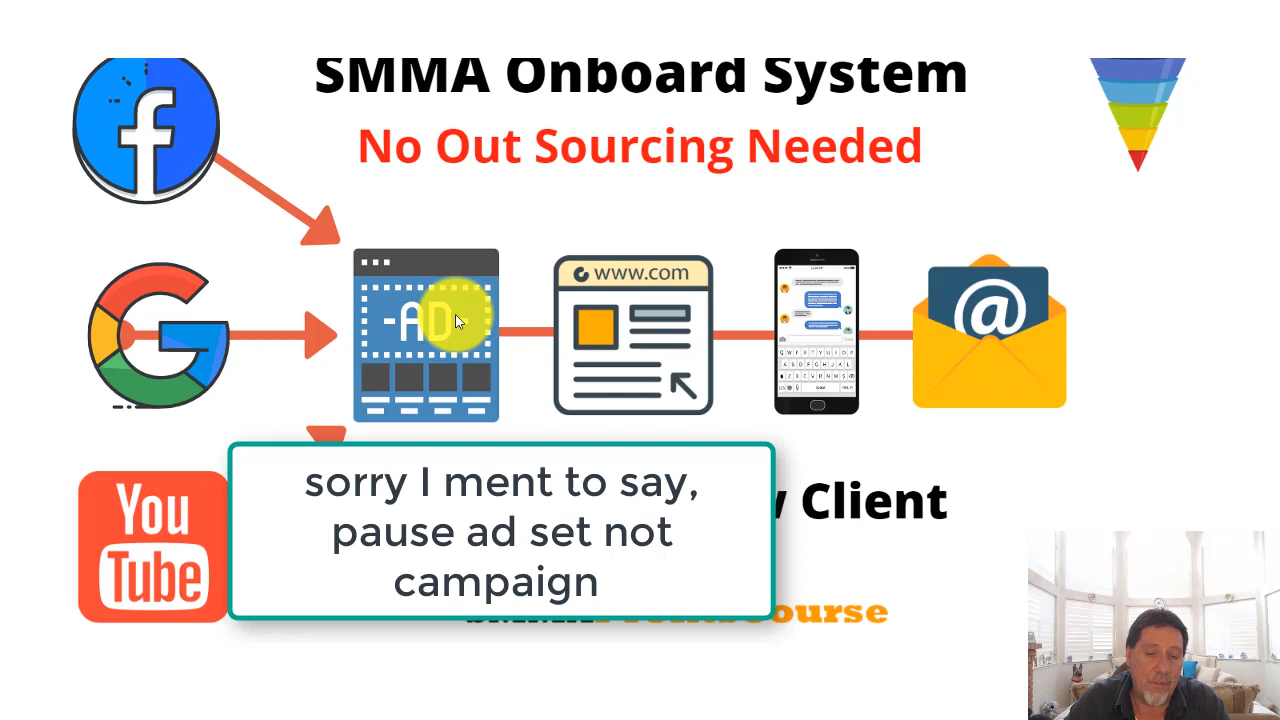 SMMA Onboard System
No Out Sourcing Needed
-AD-
www.com
@
sorry I ment to say,
pause ad set not
campaign
Client
You
Tube
Course